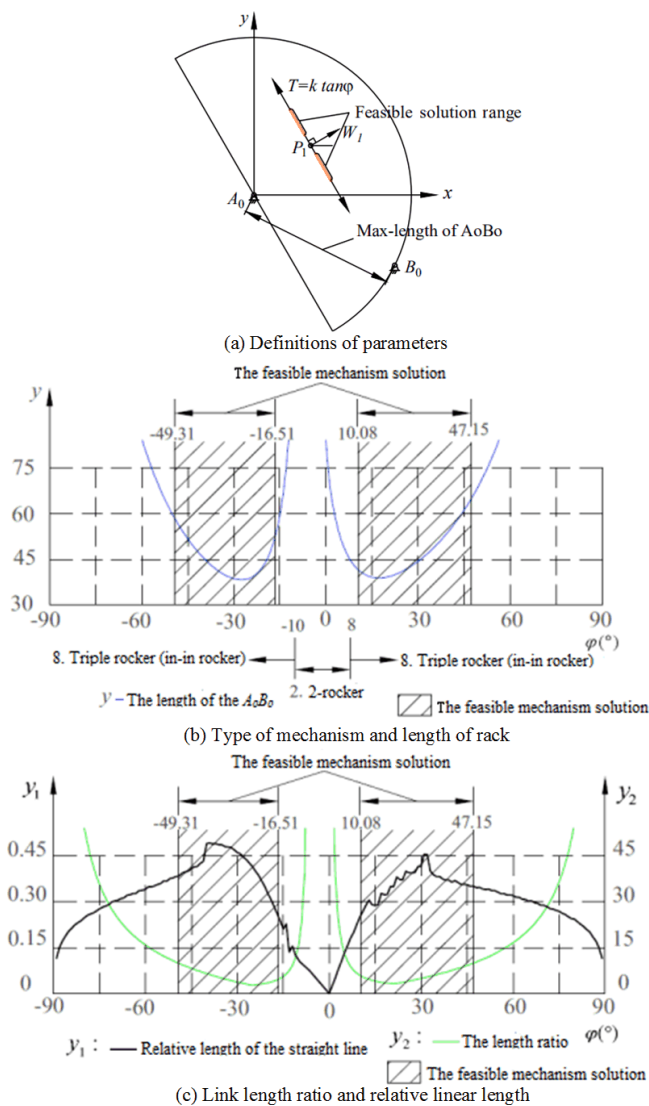 y
T=k tanφ
Feasible solution range
P₁
W₁
A₀
x
Max-length of AoBo
B₀
(a) Definitions of parameters
The feasible mechanism solution
y
-49.31 -16.51 10.08 47.15
75
60
45
30
-90 -60 -30 -10 0 8 30 60 90
φ(°)
8. Triple rocker (in-in rocker) 8. Triple rocker (in-in rocker)
2. 2-rocker
y – The length of the A₀B₀
The feasible mechanism solution
(b) Type of mechanism and length of rack
The feasible mechanism solution
y₁ y₂
-49.31 -16.51 10.08 47.15
0.45 45
0.30 30
0.15 15
0 0
-90 -60 -30 0 30 60 90
y₁ : Relative length of the straight line y₂ : The length ratio φ(°)
The feasible mechanism solution
(c) Link length ratio and relative linear length